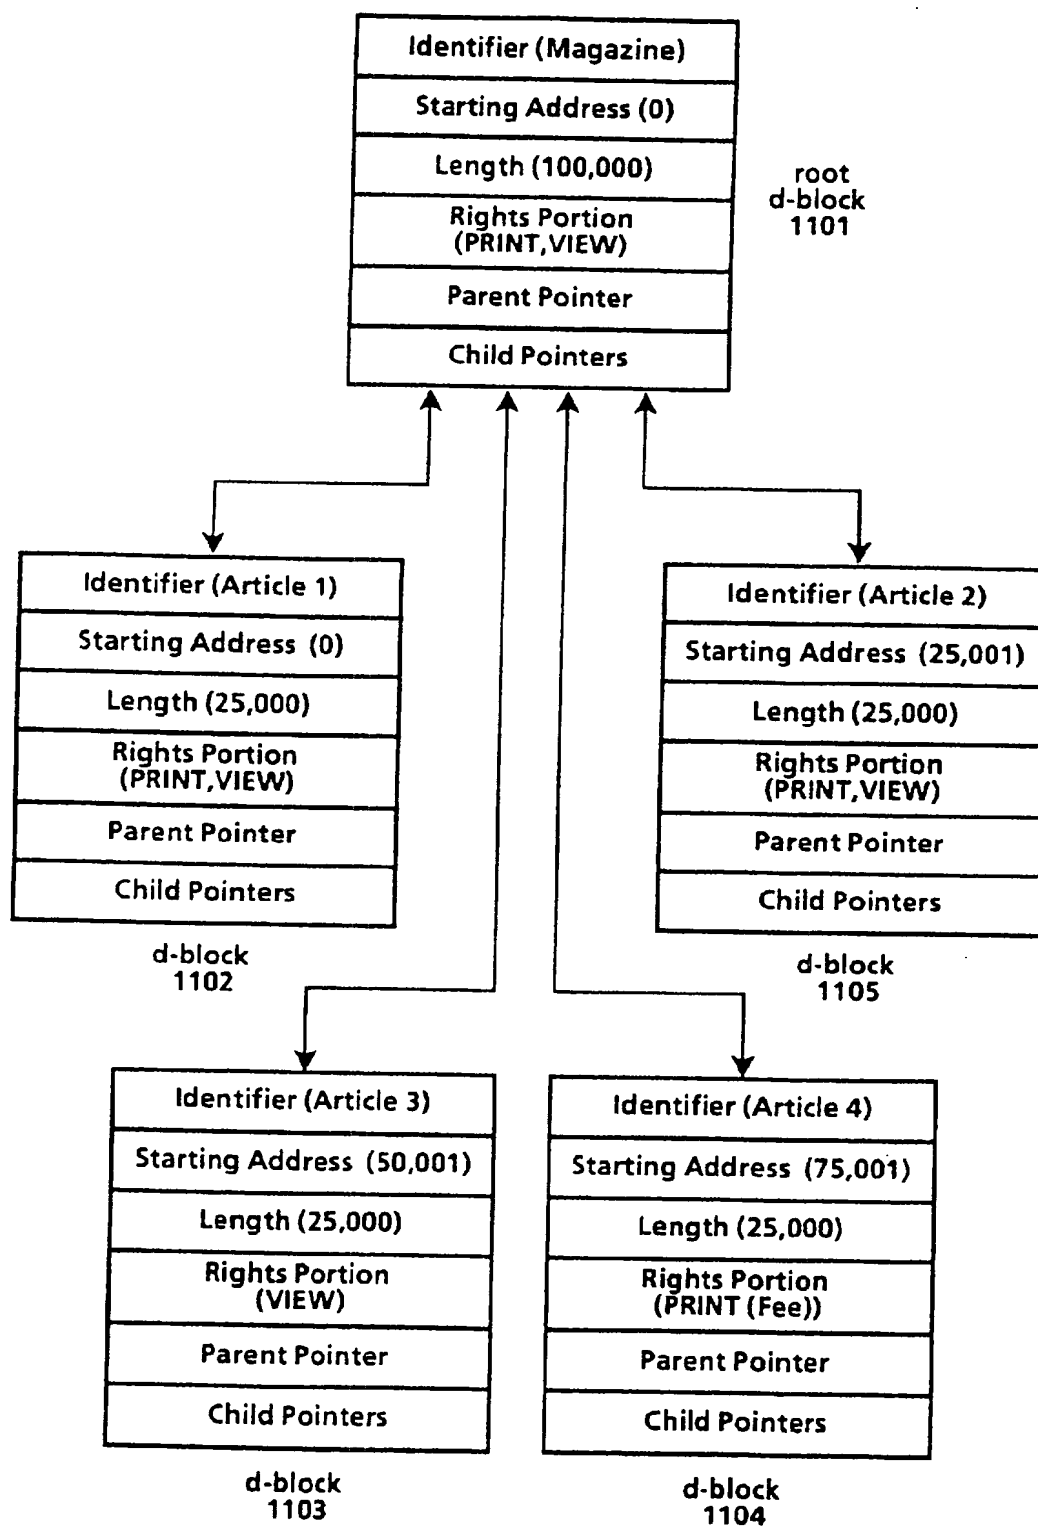 Identifier (Magazine)
Starting Address (0)
Length (100,000)
Rights Portion
(PRINT,VIEW)
Parent Pointer
Child Pointers
root
d-block
1101
Identifier (Article 1)
Starting Address (0)
Length (25,000)
Rights Portion
(PRINT,VIEW)
Parent Pointer
Child Pointers
d-block
1102
Identifier (Article 2)
Starting Address (25,001)
Length (25,000)
Rights Portion
(PRINT,VIEW)
Parent Pointer
Child Pointers
d-block
1105
Identifier (Article 3)
Starting Address (50,001)
Length (25,000)
Rights Portion
(VIEW)
Parent Pointer
Child Pointers
d-block
1103
Identifier (Article 4)
Starting Address (75,001)
Length (25,000)
Rights Portion
(PRINT (Fee))
Parent Pointer
Child Pointers
d-block
1104